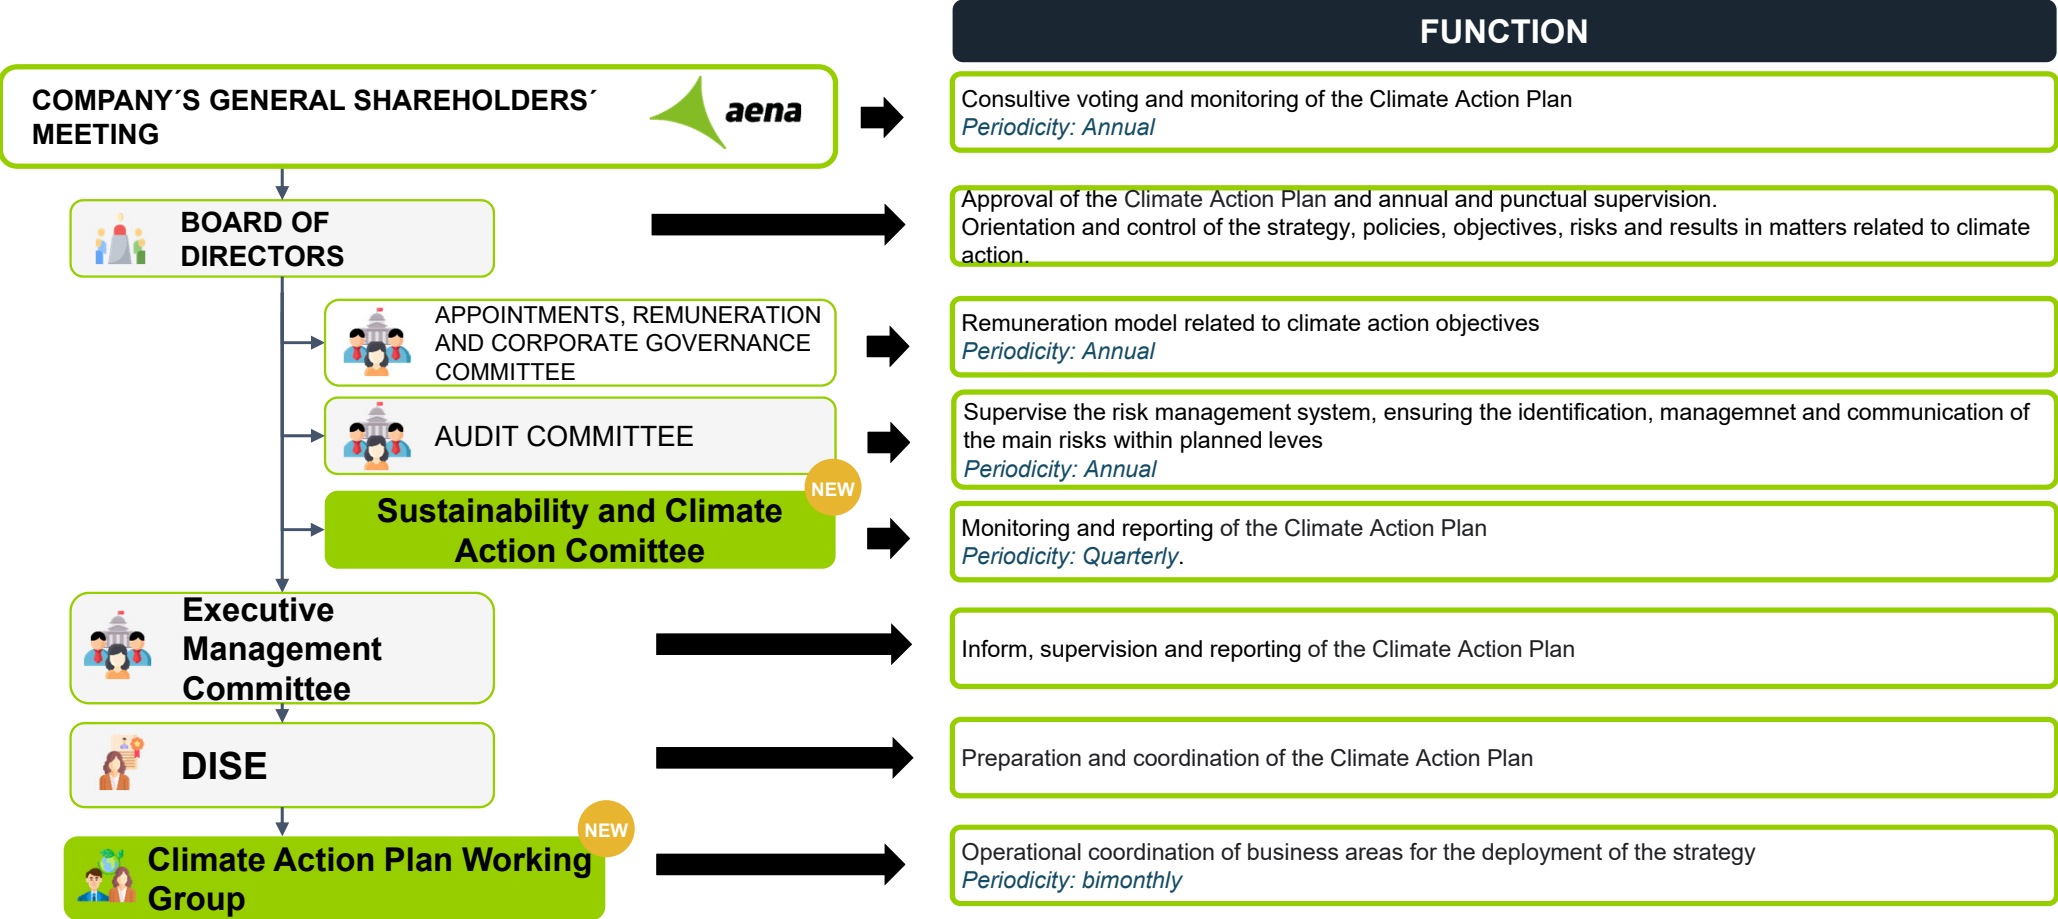 FUNCTION
COMPANY´S GENERAL SHAREHOLDERS´
MEETING
aena
Consultive voting and monitoring of the Climate Action Plan
Periodicity: Annual
BOARD OF
DIRECTORS
Approval of the Climate Action Plan and annual and punctual supervision.
Orientation and control of the strategy, policies, objectives, risks and results in matters related to climate
action.
APPOINTMENTS, REMUNERATION
AND CORPORATE GOVERNANCE
COMMITTEE
Remuneration model related to climate action objectives
Periodicity: Annual
AUDIT COMMITTEE
Supervise the risk management system, ensuring the identification, managemnet and communication of
the main risks within planned leves
Periodicity: Annual
NEW
Sustainability and Climate
Action Comittee
Monitoring and reporting of the Climate Action Plan
Periodicity: Quarterly.
Executive
Management
Committee
Inform, supervision and reporting of the Climate Action Plan
DISE
Preparation and coordination of the Climate Action Plan
NEW
Climate Action Plan Working
Group
Operational coordination of business areas for the deployment of the strategy
Periodicity: bimonthly